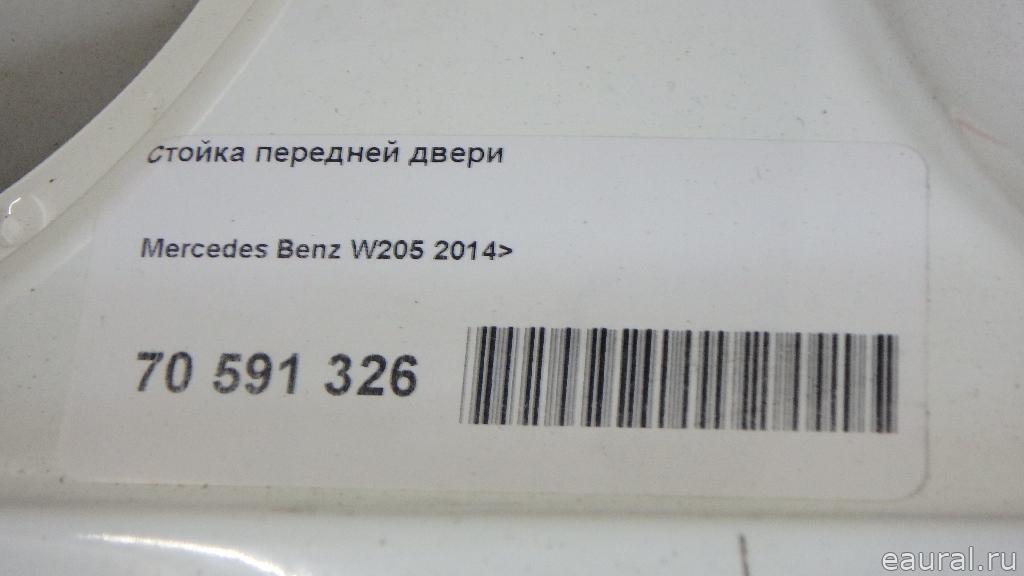 стойка передней двери
Mercedes Benz W205 2014>
70 591 326
eaural.ru